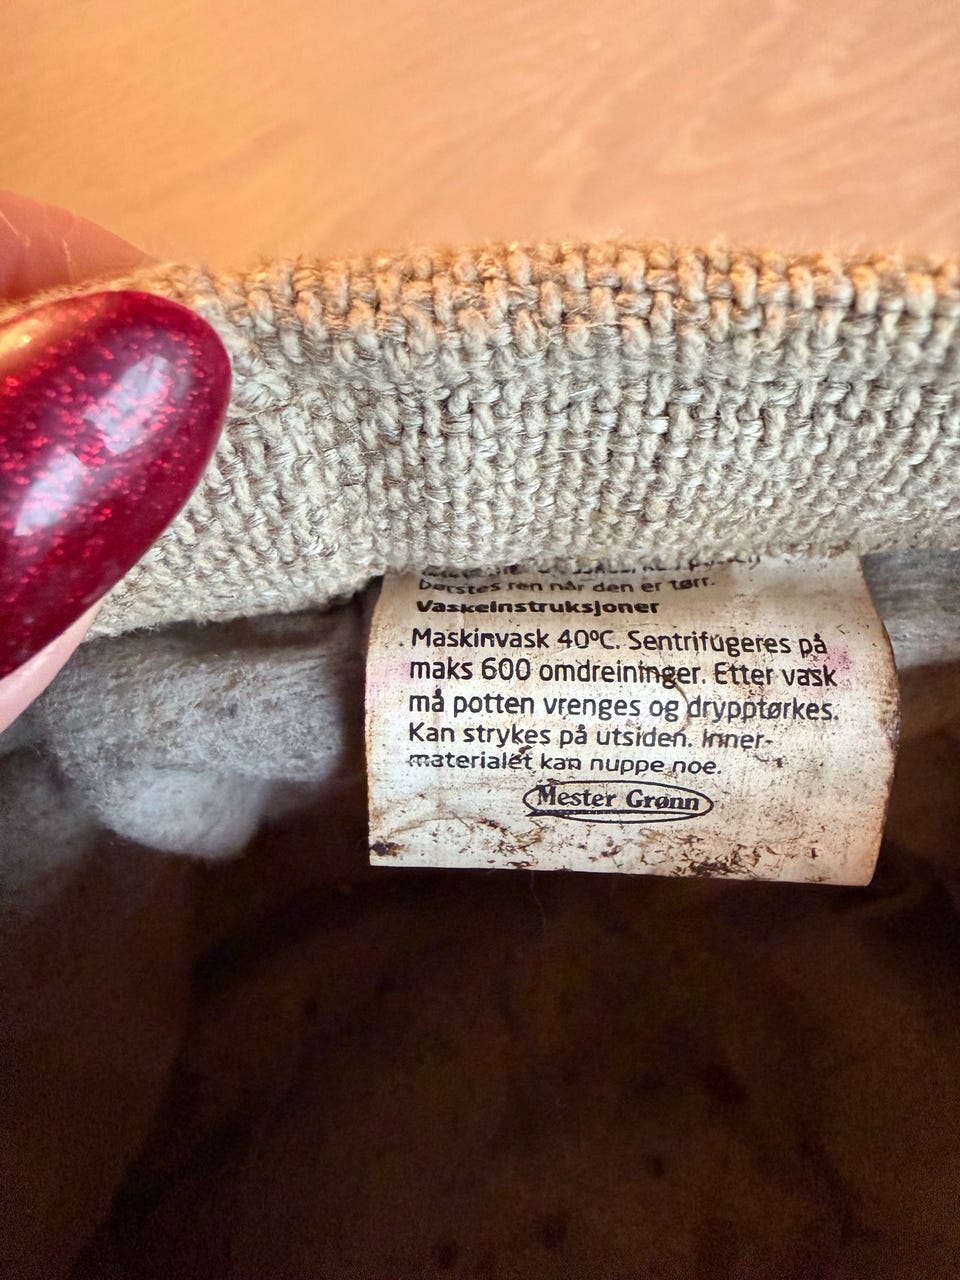 børstes ren når den er tørr.
Vaskeinstruksjoner
Maskinvask 40ºC. Sentrifugeres på
maks 600 omdreininger. Etter vask
må potten vrenges og drypptørkes.
Kan strykes på utsiden. Inner-
materialet kan nuppe noe.
Mester Grønn